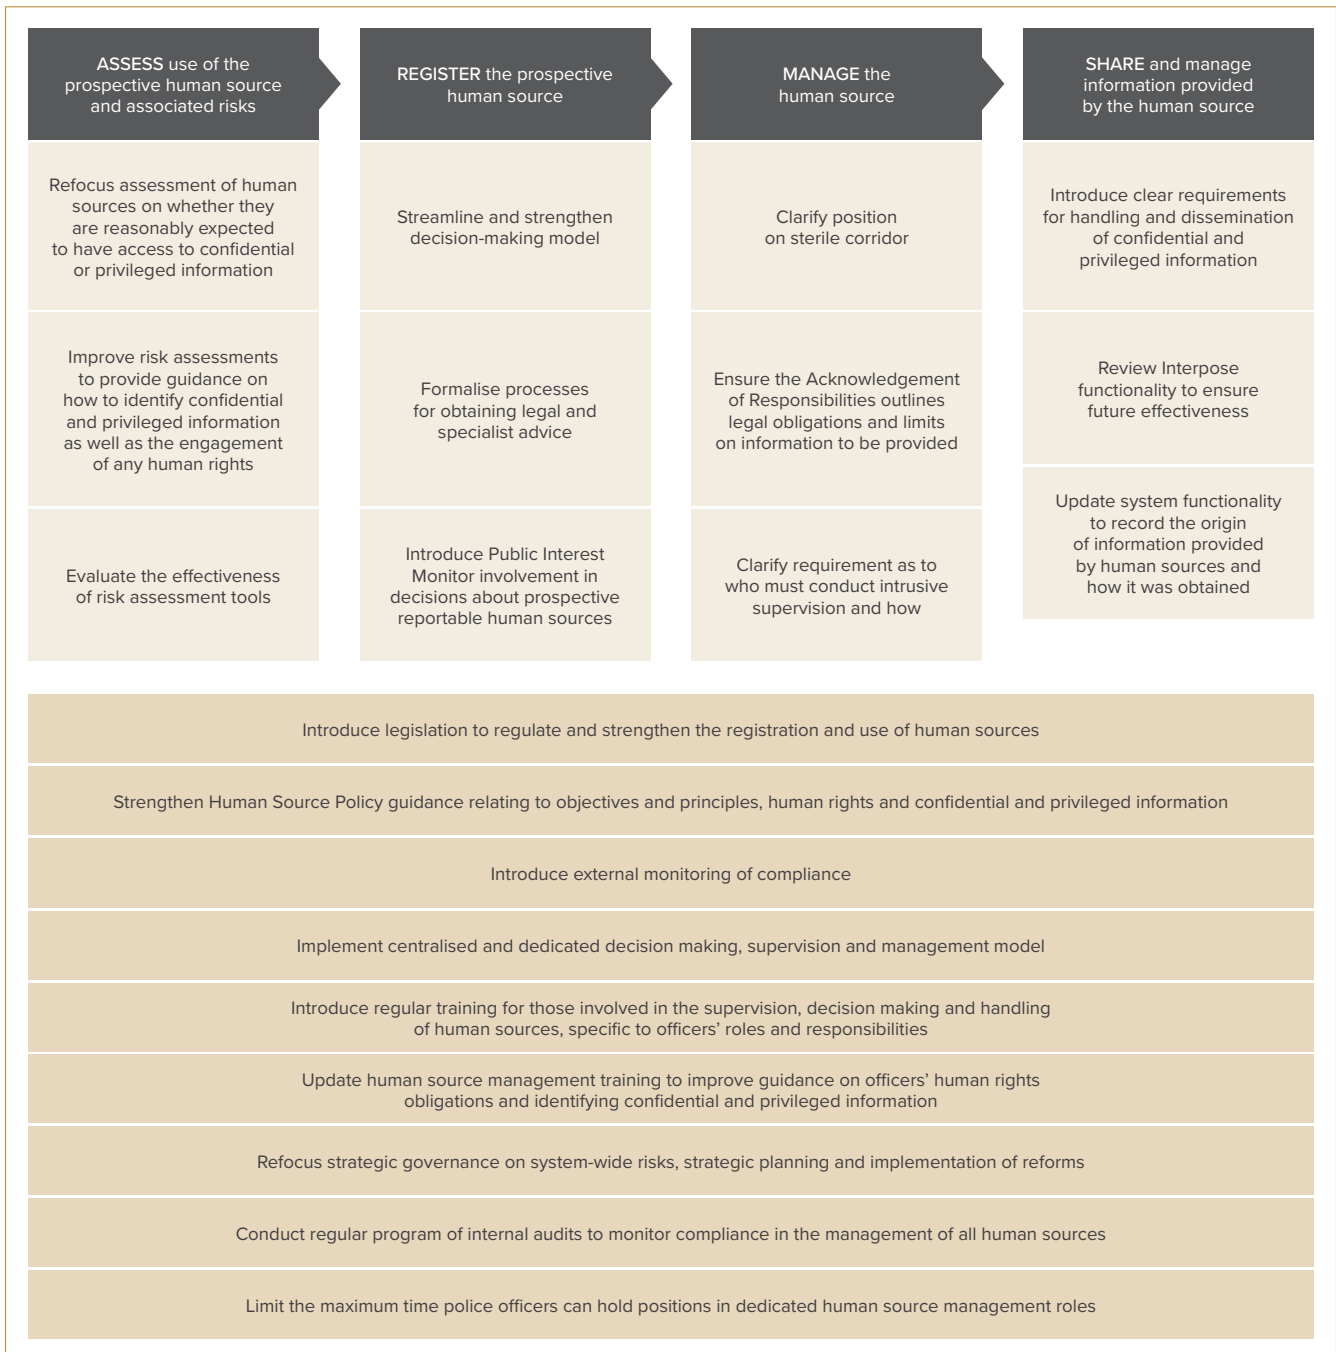 ASSESS use of the
prospective human source
and associated risks
Refocus assessment of human
sources on whether they
are reasonably expected
to have access to confidential
or privileged information
Improve risk assessments
to provide guidance on
how to identify confidential
and privileged information
as well as the engagement
of any human rights
Evaluate the effectiveness
of risk assessment tools
REGISTER the prospective
human source
Streamline and strengthen
decision-making model
Formalise processes
for obtaining legal and
specialist advice
Introduce Public Interest
Monitor involvement in
decisions about prospective
reportable human sources
MANAGE the
human source
Clarify position
on sterile corridor
Ensure the Acknowledgement
of Responsibilities outlines
legal obligations and limits
on information to be provided
Clarify requirement as to
who must conduct intrusive
supervision and how
SHARE and manage
information provided
by the human source
Introduce clear requirements
for handling and dissemination
of confidential and
privileged information
Review Interpose
functionality to ensure
future effectiveness
Update system functionality
to record the origin
of information provided
by human sources and
how it was obtained
Introduce legislation to regulate and strengthen the registration and use of human sources
Strengthen Human Source Policy guidance relating to objectives and principles, human rights and confidential and privileged information
Introduce external monitoring of compliance
Implement centralised and dedicated decision making, supervision and management model
Introduce regular training for those involved in the supervision, decision making and handling
of human sources, specific to officers’ roles and responsibilities
Update human source management training to improve guidance on officers’ human rights
obligations and identifying confidential and privileged information
Refocus strategic governance on system-wide risks, strategic planning and implementation of reforms
Conduct regular program of internal audits to monitor compliance in the management of all human sources
Limit the maximum time police officers can hold positions in dedicated human source management roles